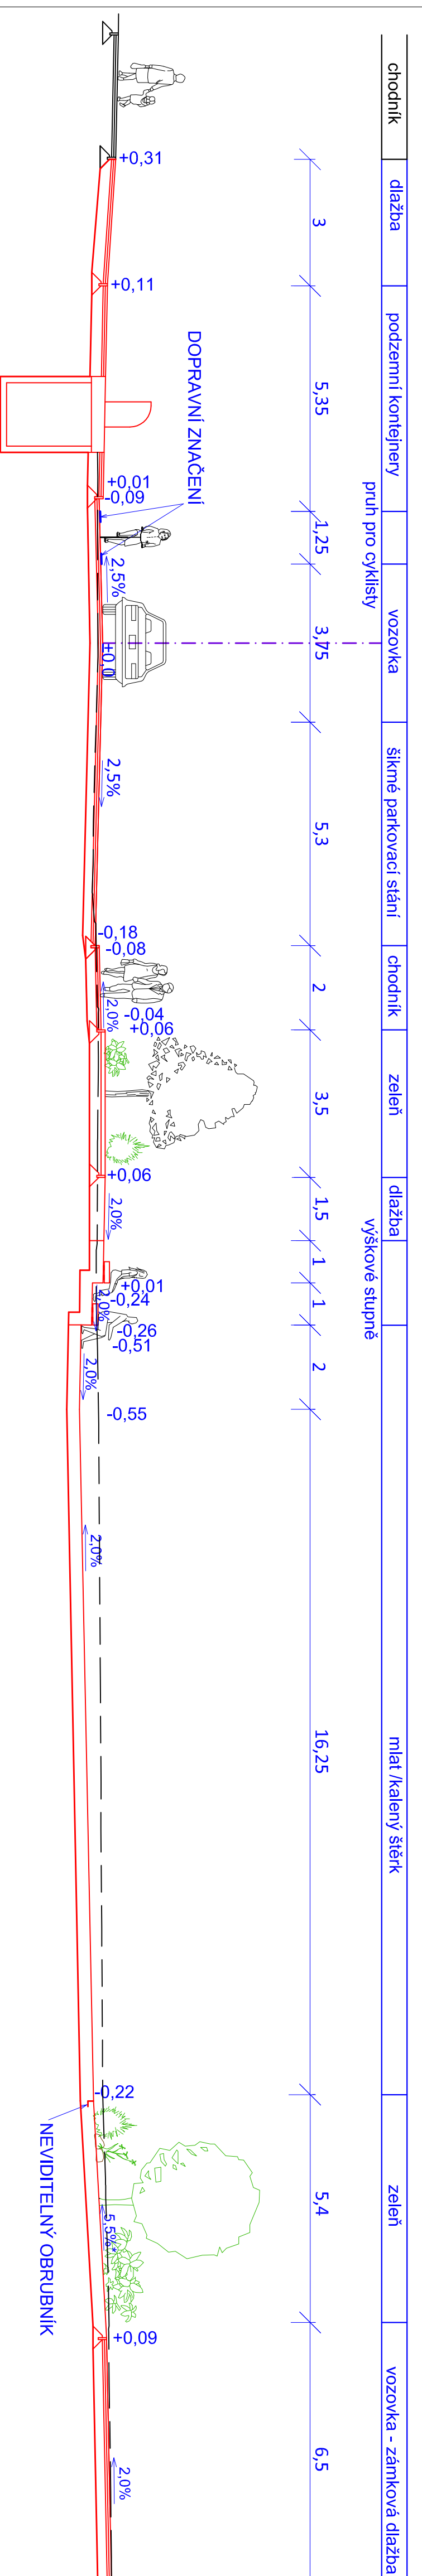 chodník
dlažba
podzemní kontejnery
pruh pro cyklisty
vozovka
šikmé parkovací stání
chodník
zeleň
dlažba
výškové stupně
mlat /kalený štěrk
zeleň
vozovka - zámková dlažba
3
5,35
1,25
3,75
5,3
2
3,5
1,5
1
1
2
16,25
5,4
6,5
DOPRAVNÍ ZNAČENÍ
+0,31
+0,11
+0,01
-0,09
2,5%
±0,0
2,5%
-0,18
-0,08
2,0%
-0,04
+0,06
+0,06
2,0%
+0,01
-0,24
2,0%
-0,26
-0,51
2,0%
-0,55
2,0%
-0,22
5,5%*
+0,09
2,0%
NEVIDITELNÝ OBRUBNÍK